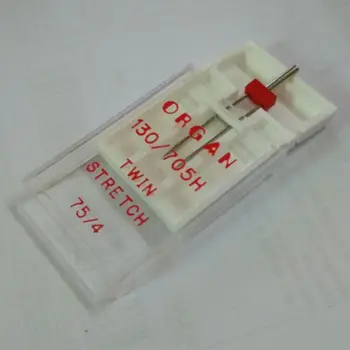 ORGAN
130/705H
TWIN
STRETCH
75/4